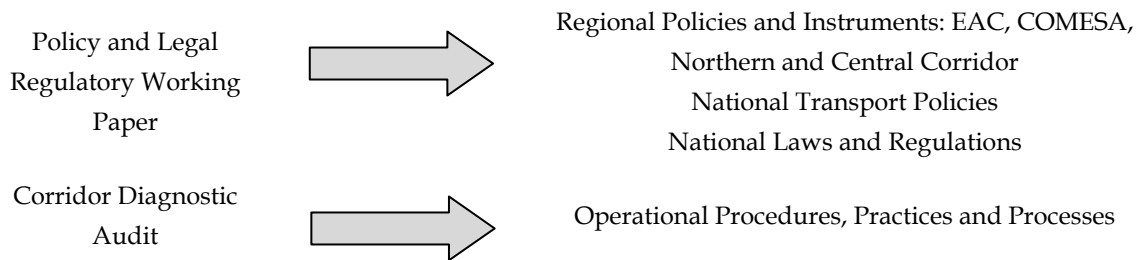 Policy and Legal
Regulatory Working
Paper
Regional Policies and Instruments: EAC, COMESA,
Northern and Central Corridor
National Transport Policies
National Laws and Regulations
Corridor Diagnostic
Audit
Operational Procedures, Practices and Processes